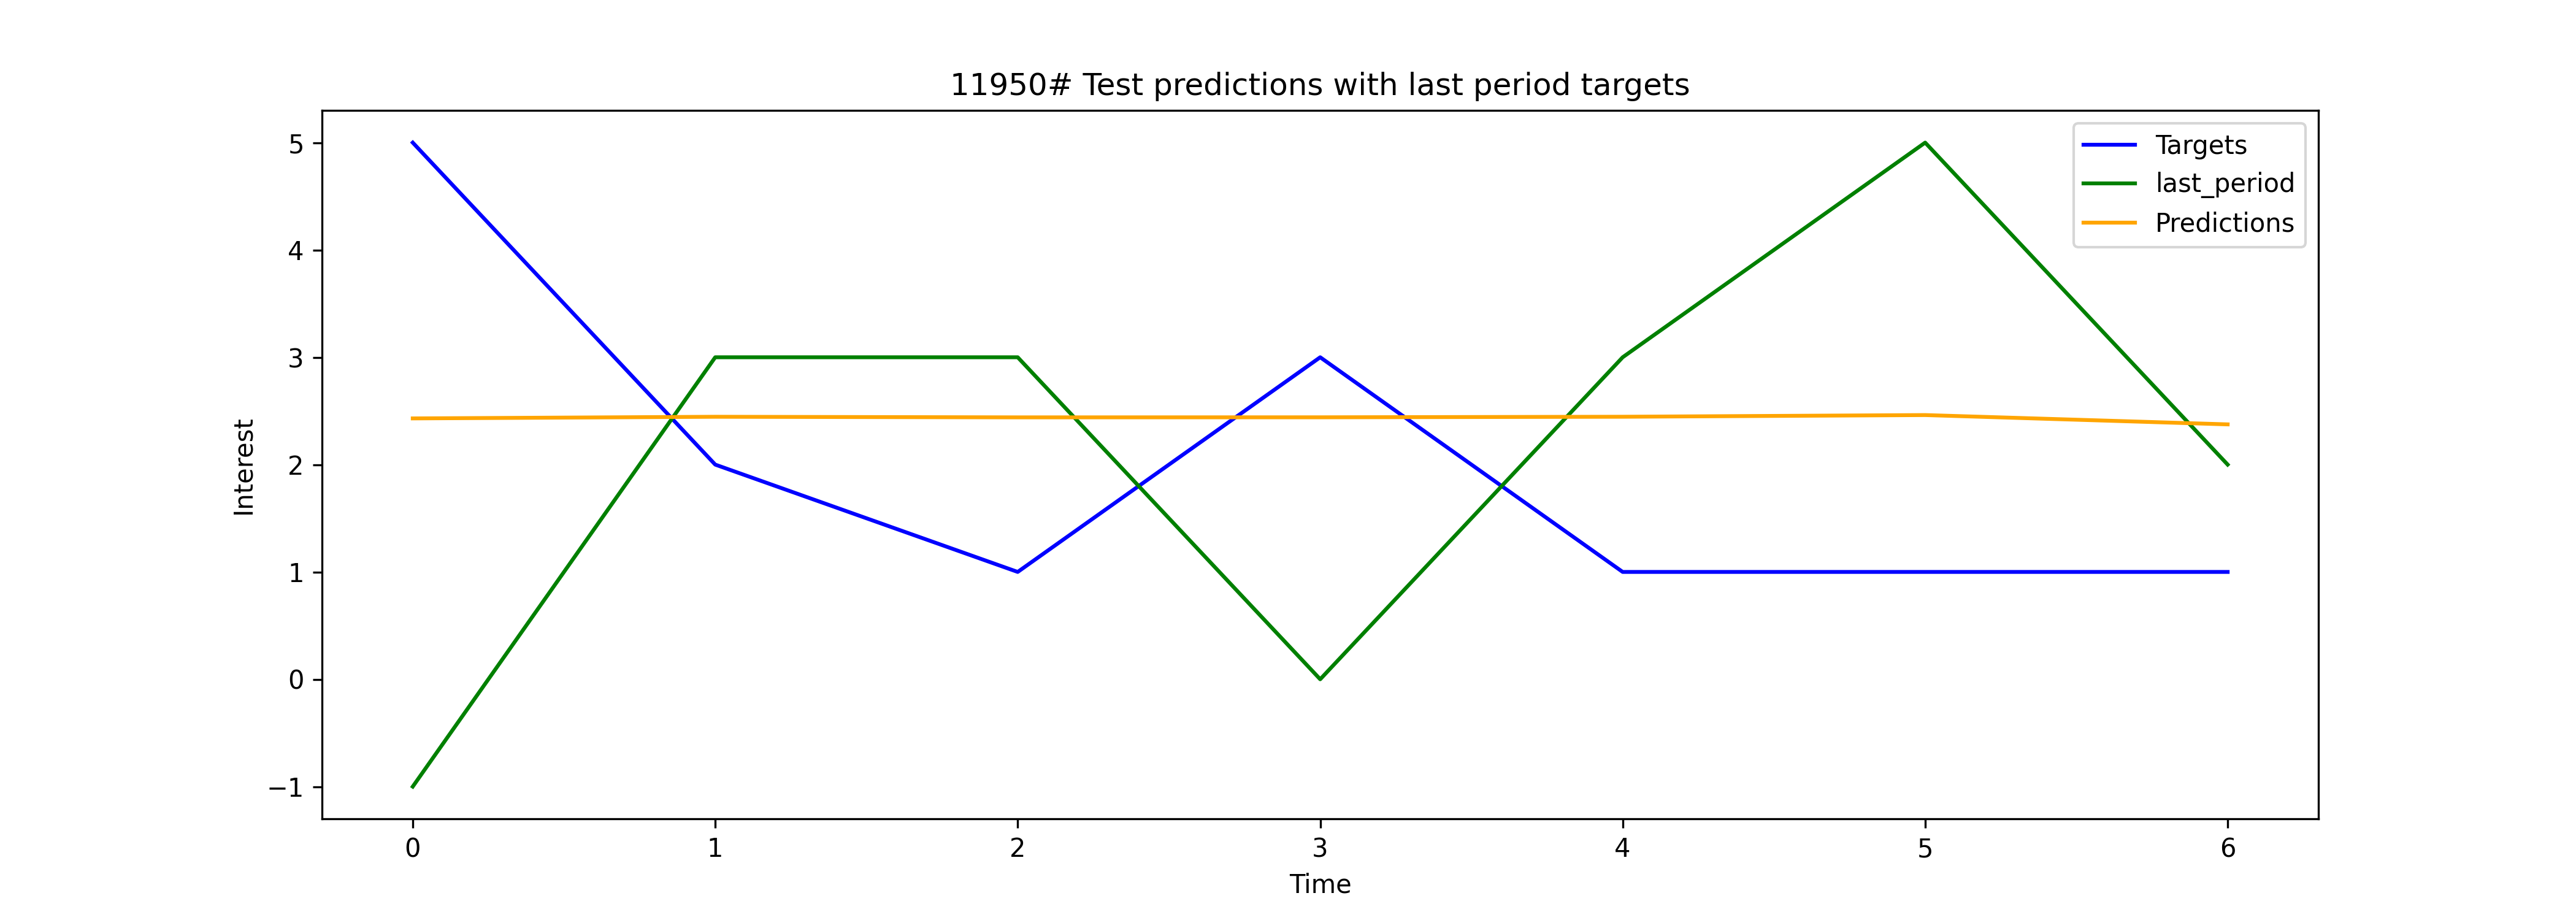 11950# Test predictions with last period targets
Targets
last_period
Predictions
5
4
3
2
1
0
−1
Interest
0 1 2 3 4 5 6
Time